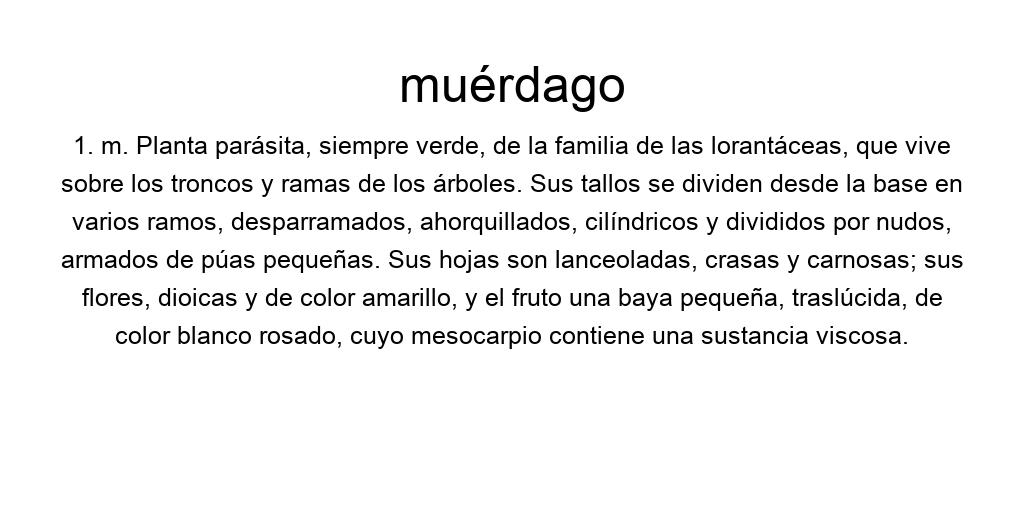 muérdago
1. m. Planta parásita, siempre verde, de la familia de las lorantáceas, que vive
sobre los troncos y ramas de los árboles. Sus tallos se dividen desde la base en
varios ramos, desparramados, ahorquillados, cilíndricos y divididos por nudos,
armados de púas pequeñas. Sus hojas son lanceoladas, crasas y carnosas; sus
flores, dioicas y de color amarillo, y el fruto una baya pequeña, traslúcida, de
color blanco rosado, cuyo mesocarpio contiene una sustancia viscosa.